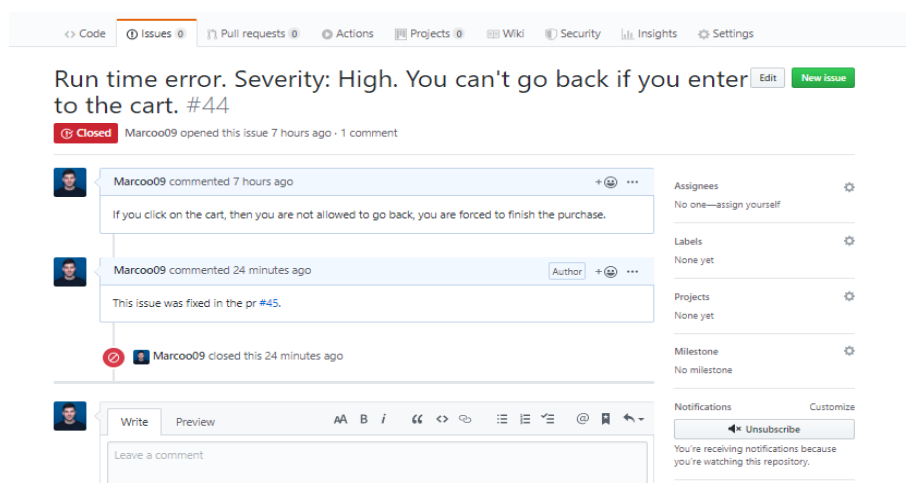 Code Issues 0 Pull requests 0 Actions Projects 0 Wiki Security Insights Settings
Run time error. Severity: High. You can't go back if you enter
to the cart. #44
Edit New issue
Closed Marcoo09 opened this issue 7 hours ago · 1 comment
Marcoo09 commented 7 hours ago
If you click on the cart, then you are not allowed to go back, you are forced to finish the purchase.
Marcoo09 commented 24 minutes ago Author
This issue was fixed in the pr #45.
Marcoo09 closed this 24 minutes ago
Write Preview AA B i
Leave a comment
Assignees
No one—assign yourself
Labels
None yet
Projects
None yet
Milestone
No milestone
Notifications Customize
Unsubscribe
You're receiving notifications because
you're watching this repository.